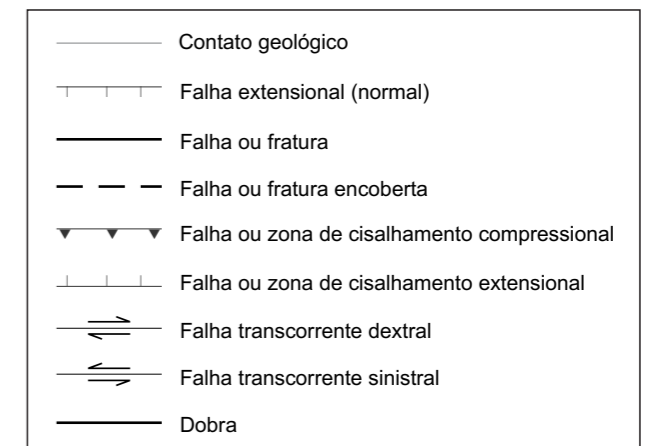 Contato geológico
Falha extensional (normal)
Falha ou fratura
Falha ou fratura encoberta
Falha ou zona de cisalhamento compressional
Falha ou zona de cisalhamento extensional
Falha transcorrente dextral
Falha transcorrente sinistral
Dobra